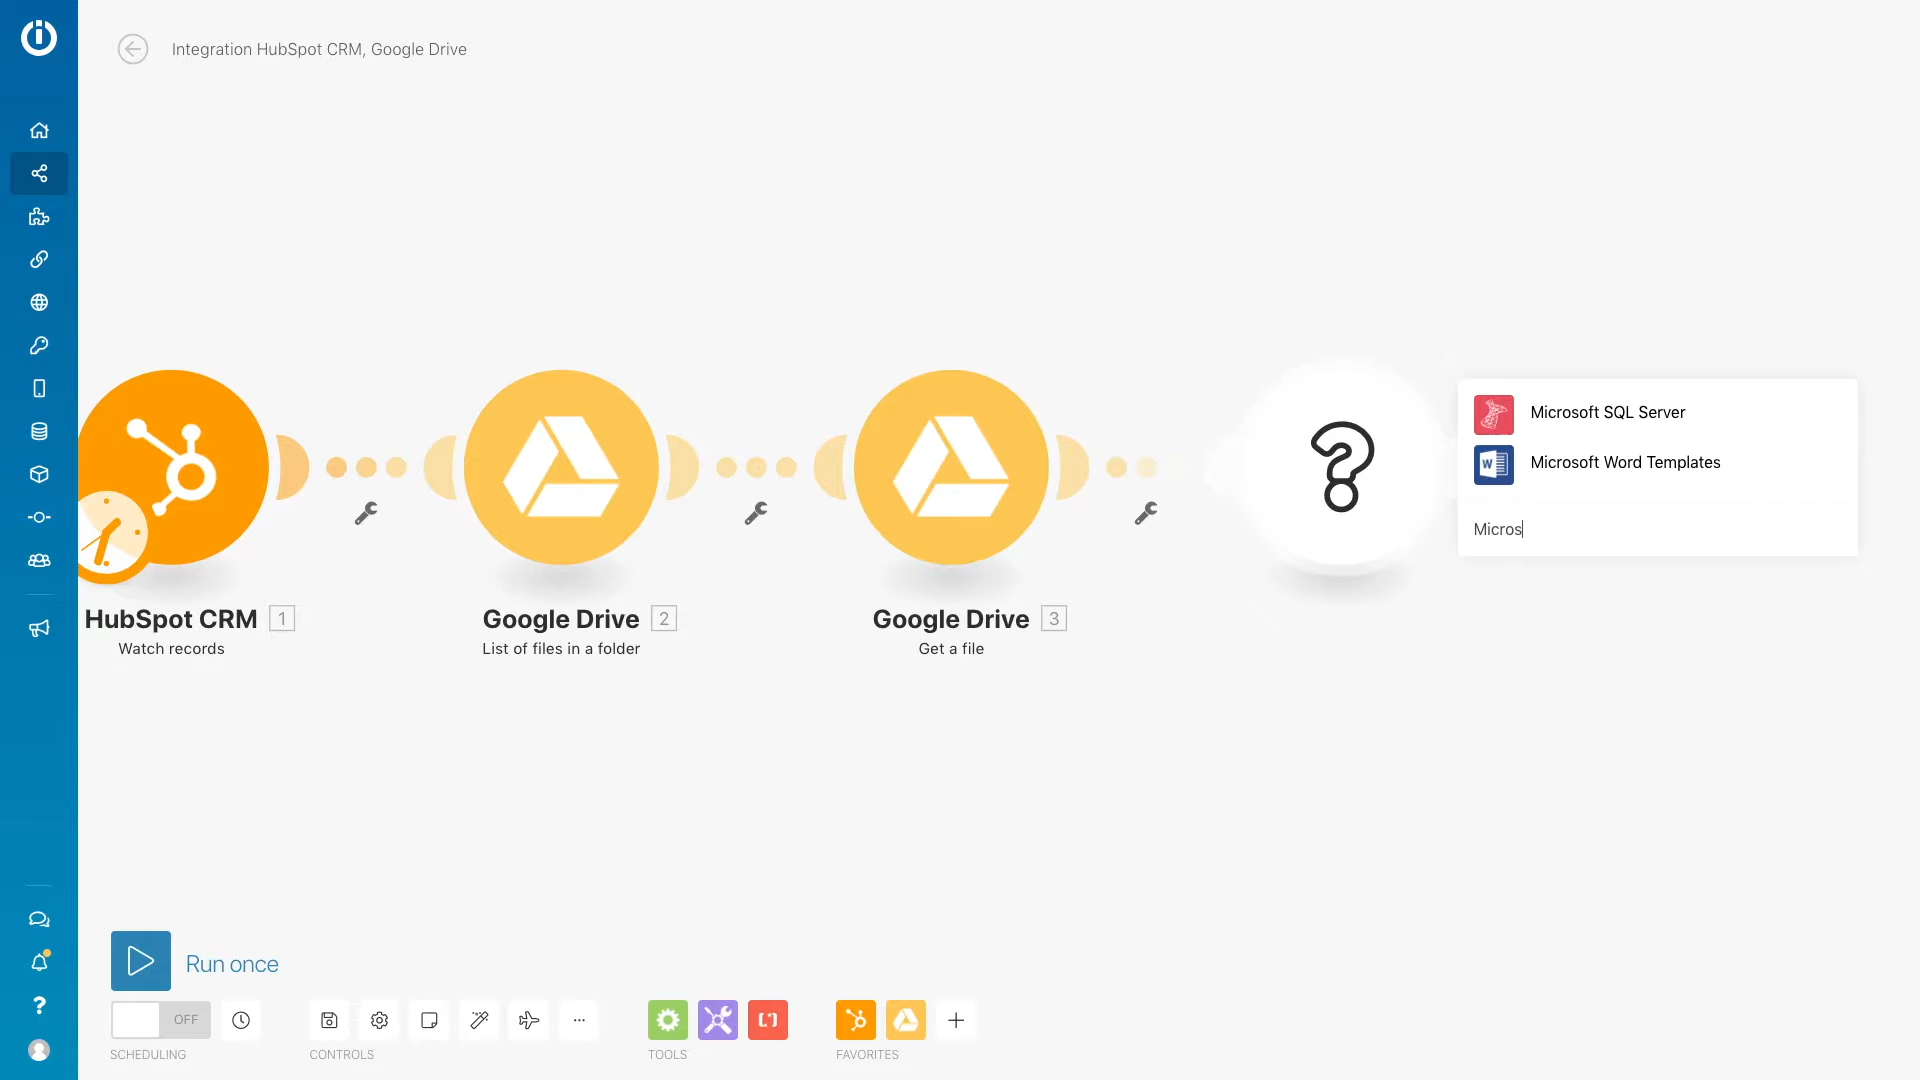 Integration HubSpot CRM, Google Drive
Microsoft SQL Server
Microsoft Word Templates
Micros
HubSpot CRM 1
Watch records
Google Drive 2
List of files in a folder
Google Drive 3
Get a file
Run once
OFF
SCHEDULING
CONTROLS
TOOLS
FAVORITES